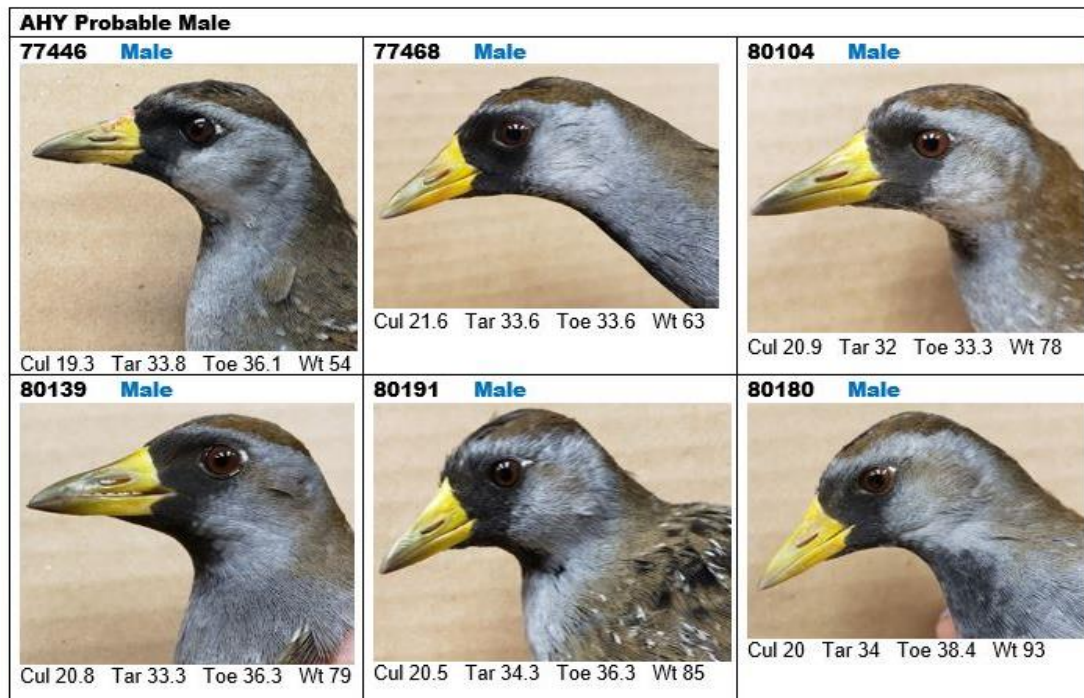 AHY Probable Male
77446 Male
Cul 19.3 Tar 33.8 Toe 36.1 Wt 54
77468 Male
Cul 21.6 Tar 33.6 Toe 33.6 Wt 63
80104 Male
Cul 20.9 Tar 32 Toe 33.3 Wt 78
80139 Male
Cul 20.8 Tar 33.3 Toe 36.3 Wt 79
80191 Male
Cul 20.5 Tar 34.3 Toe 36.3 Wt 85
80180 Male
Cul 20 Tar 34 Toe 38.4 Wt 93